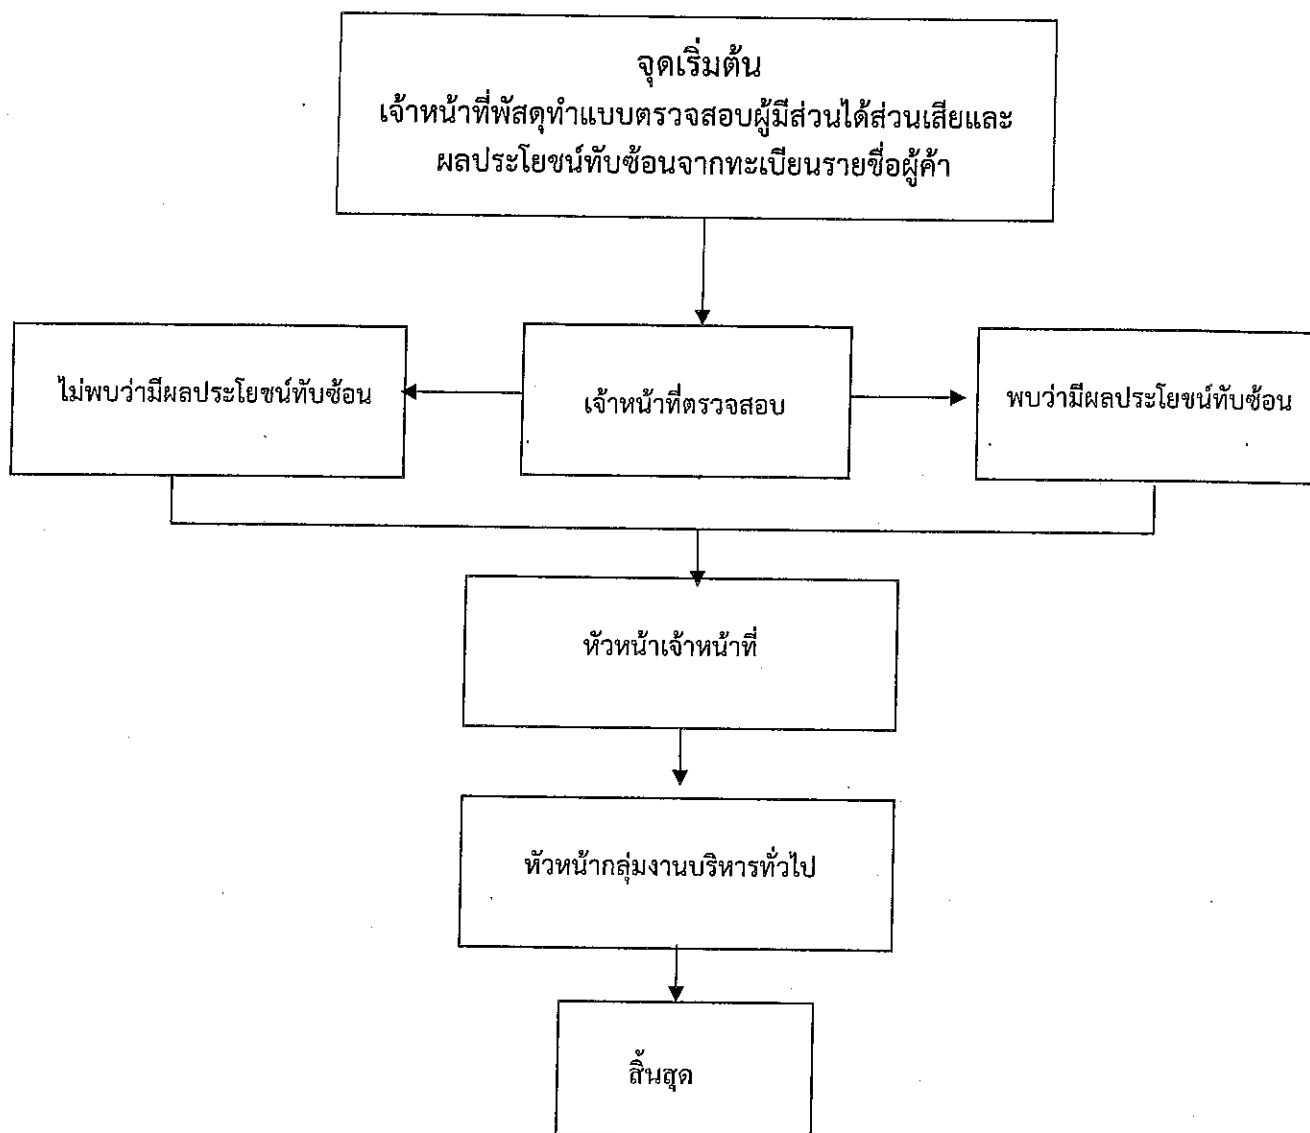 จุดเริ่มต้น
เจ้าหน้าที่พัสดุทำแบบตรวจสอบผู้มีส่วนได้ส่วนเสียและ
ผลประโยชน์ทับซ้อนจากทะเบียนรายชื่อผู้ค้า
ไม่พบว่ามีผลประโยชน์ทับซ้อน
เจ้าหน้าที่ตรวจสอบ
พบว่ามีผลประโยชน์ทับซ้อน
หัวหน้าเจ้าหน้าที่
หัวหน้ากลุ่มงานบริหารทั่วไป
สิ้นสุด